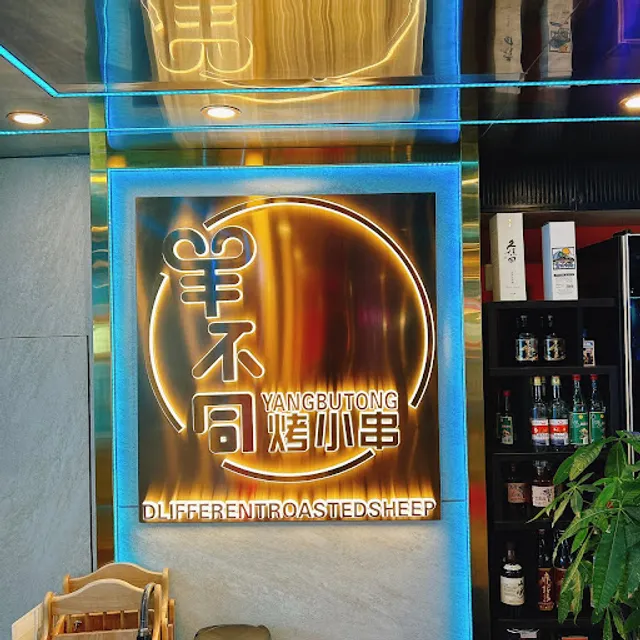 羊不同
YANGBUTONG
烤小串
DLIFFERENTROASTEDSHEEP